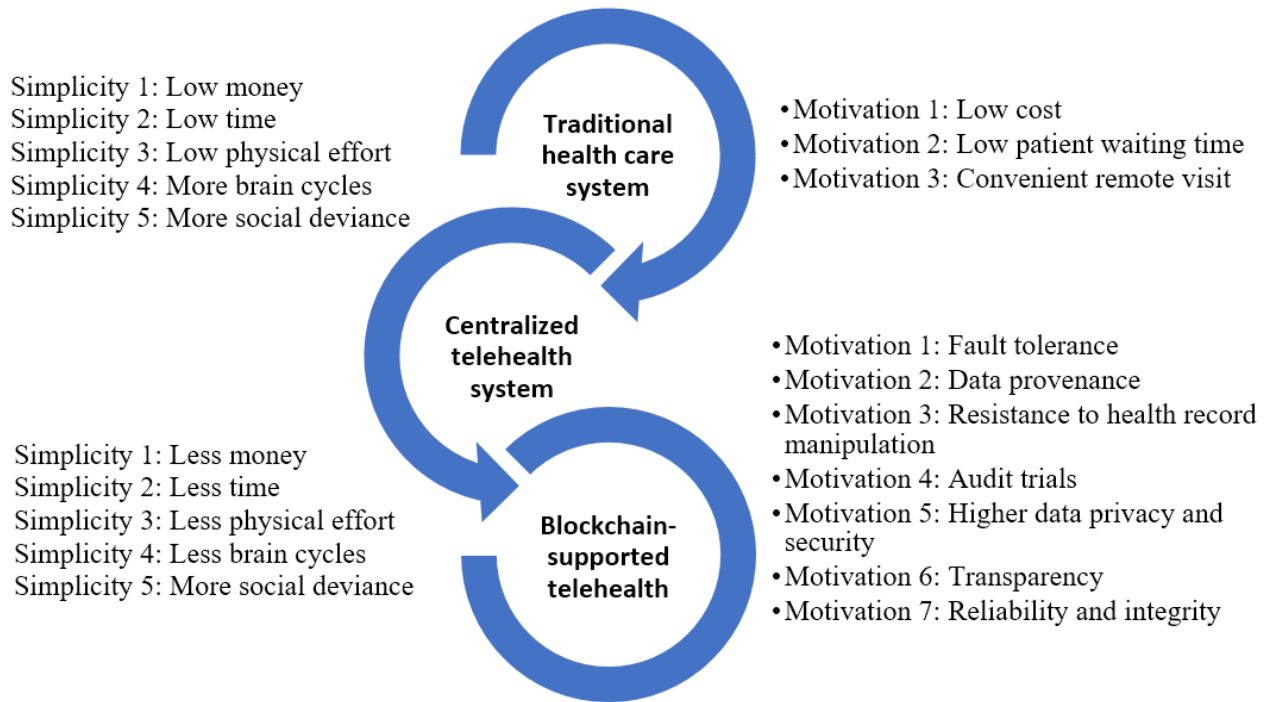 Simplicity 1: Low money
Simplicity 2: Low time
Simplicity 3: Low physical effort
Simplicity 4: More brain cycles
Simplicity 5: More social deviance
Traditional
health care
system
•Motivation 1: Low cost
•Motivation 2: Low patient waiting time
•Motivation 3: Convenient remote visit
Centralized
telehealth
system
Simplicity 1: Less money
Simplicity 2: Less time
Simplicity 3: Less physical effort
Simplicity 4: Less brain cycles
Simplicity 5: More social deviance
Blockchain-
supported
telehealth
•Motivation 1: Fault tolerance
•Motivation 2: Data provenance
•Motivation 3: Resistance to health record
manipulation
•Motivation 4: Audit trials
•Motivation 5: Higher data privacy and
security
•Motivation 6: Transparency
•Motivation 7: Reliability and integrity